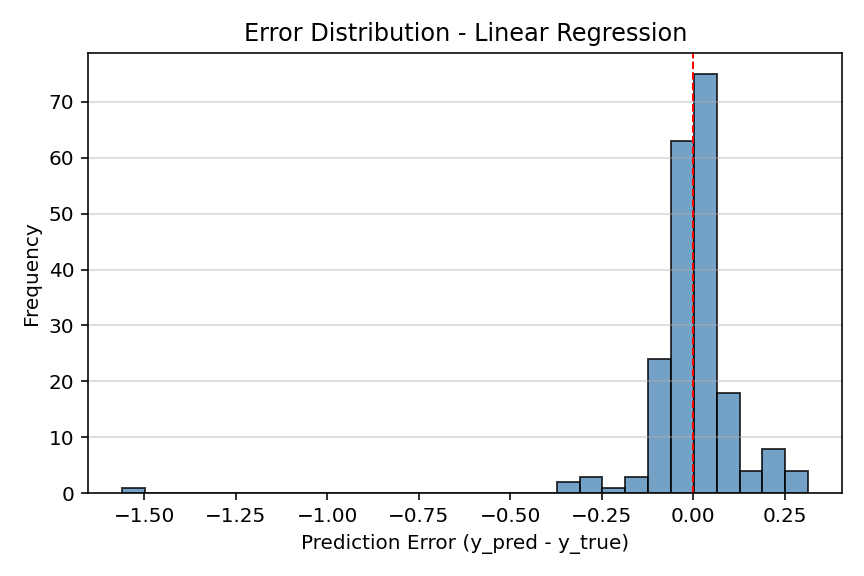 Error Distribution - Linear Regression
Frequency
70
60
50
40
30
20
10
0
−1.50 −1.25 −1.00 −0.75 −0.50 −0.25 0.00 0.25
Prediction Error (y_pred - y_true)